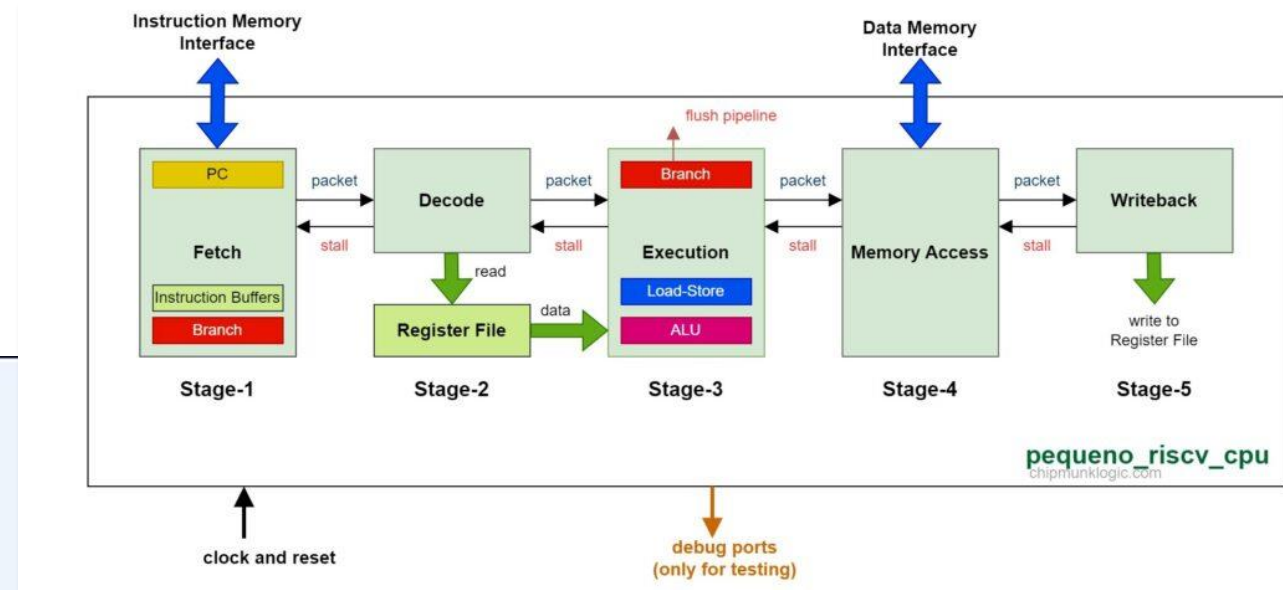 Instruction Memory
Interface
Data Memory
Interface
flush pipeline
PC
Fetch
Instruction Buffers
Branch
packet
stall
Decode
read
Register File
data
packet
stall
Branch
Execution
Load-Store
ALU
packet
stall
Memory Access
packet
stall
Writeback
write to
Register File
Stage-1
Stage-2
Stage-3
Stage-4
Stage-5
pequeno_riscv_cpu
chipmunklogic.com
clock and reset
debug ports
(only for testing)